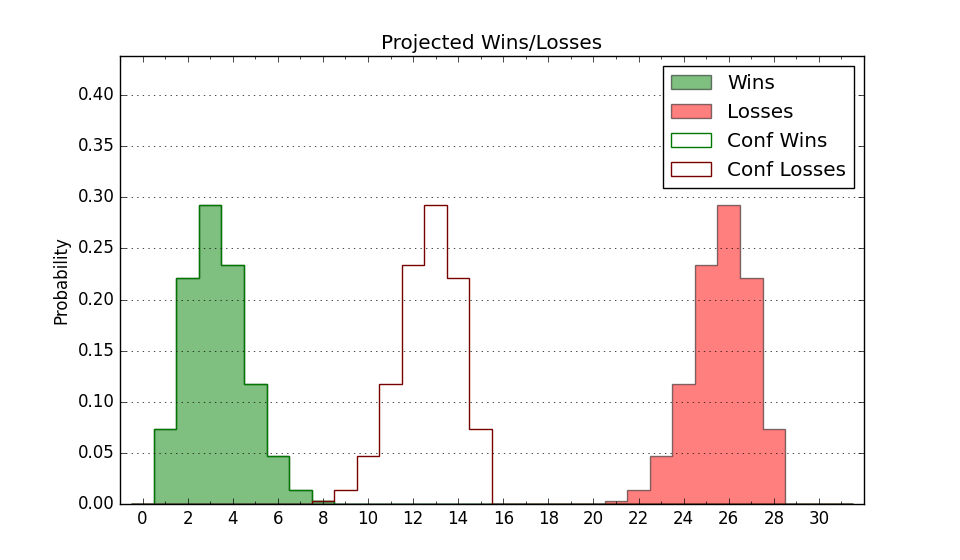 Projected Wins/Losses
Wins
Losses
Conf Wins
Conf Losses
Probability
0.40
0.35
0.30
0.25
0.20
0.15
0.10
0.05
0.00
0 2 4 6 8 10 12 14 16 18 20 22 24 26 28 30